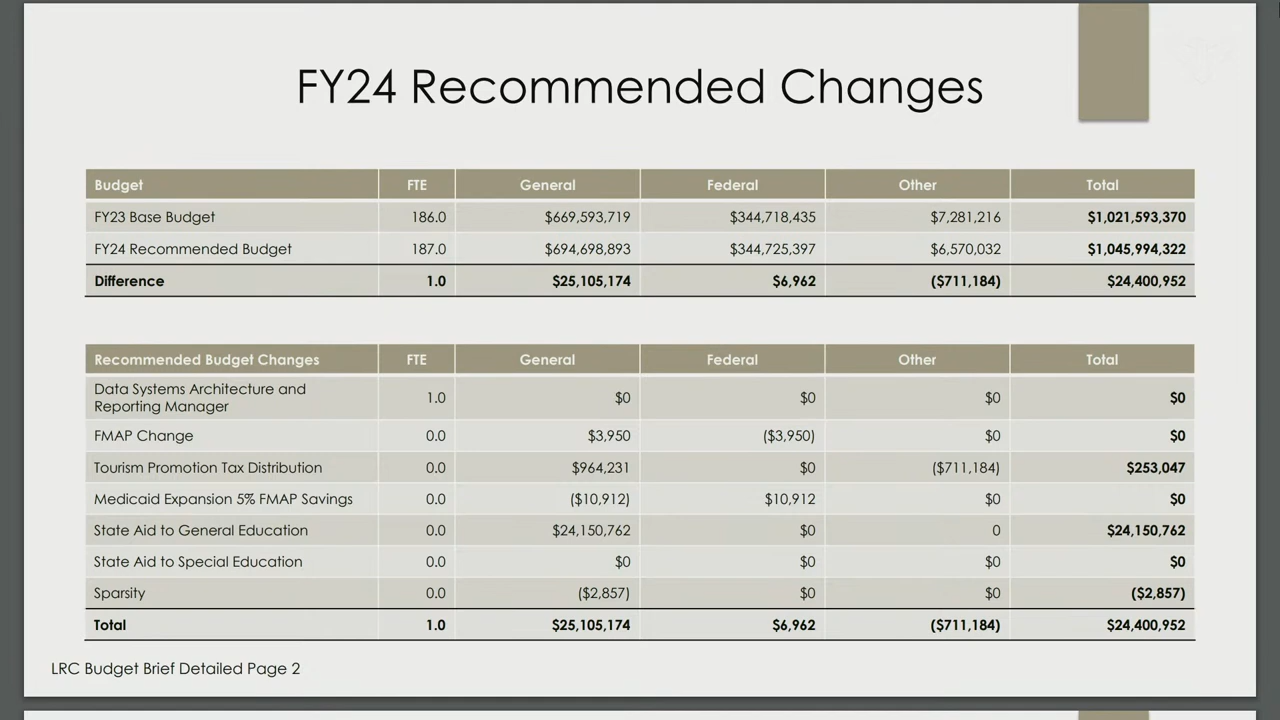 FY24 Recommended Changes
Budget FTE General Federal Other Total
FY23 Base Budget 186.0 $669,593,719 $344,718,435 $7,281,216 $1,021,593,370
FY24 Recommended Budget 187.0 $694,698,893 $344,725,397 $6,570,032 $1,045,994,322
Difference 1.0 $25,105,174 $6,962 ($711,184) $24,400,952
Recommended Budget Changes FTE General Federal Other Total
Data Systems Architecture and
Reporting Manager 1.0 $0 $0 $0 $0
FMAP Change 0.0 $3,950 ($3,950) $0 $0
Tourism Promotion Tax Distribution 0.0 $964,231 $0 ($711,184) $253,047
Medicaid Expansion 5% FMAP Savings 0.0 ($10,912) $10,912 $0 $0
State Aid to General Education 0.0 $24,150,762 $0 0 $24,150,762
State Aid to Special Education 0.0 $0 $0 $0 $0
Sparsity 0.0 ($2,857) $0 $0 ($2,857)
Total 1.0 $25,105,174 $6,962 ($711,184) $24,400,952
LRC Budget Brief Detailed Page 2